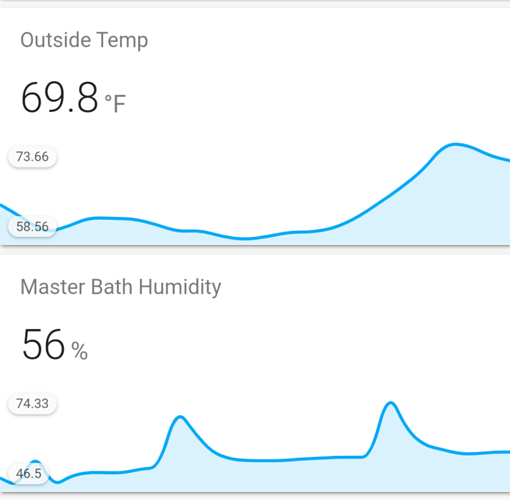 Outside Temp
69.8 °F
73.66
58.56
Master Bath Humidity
56 %
74.33
46.5